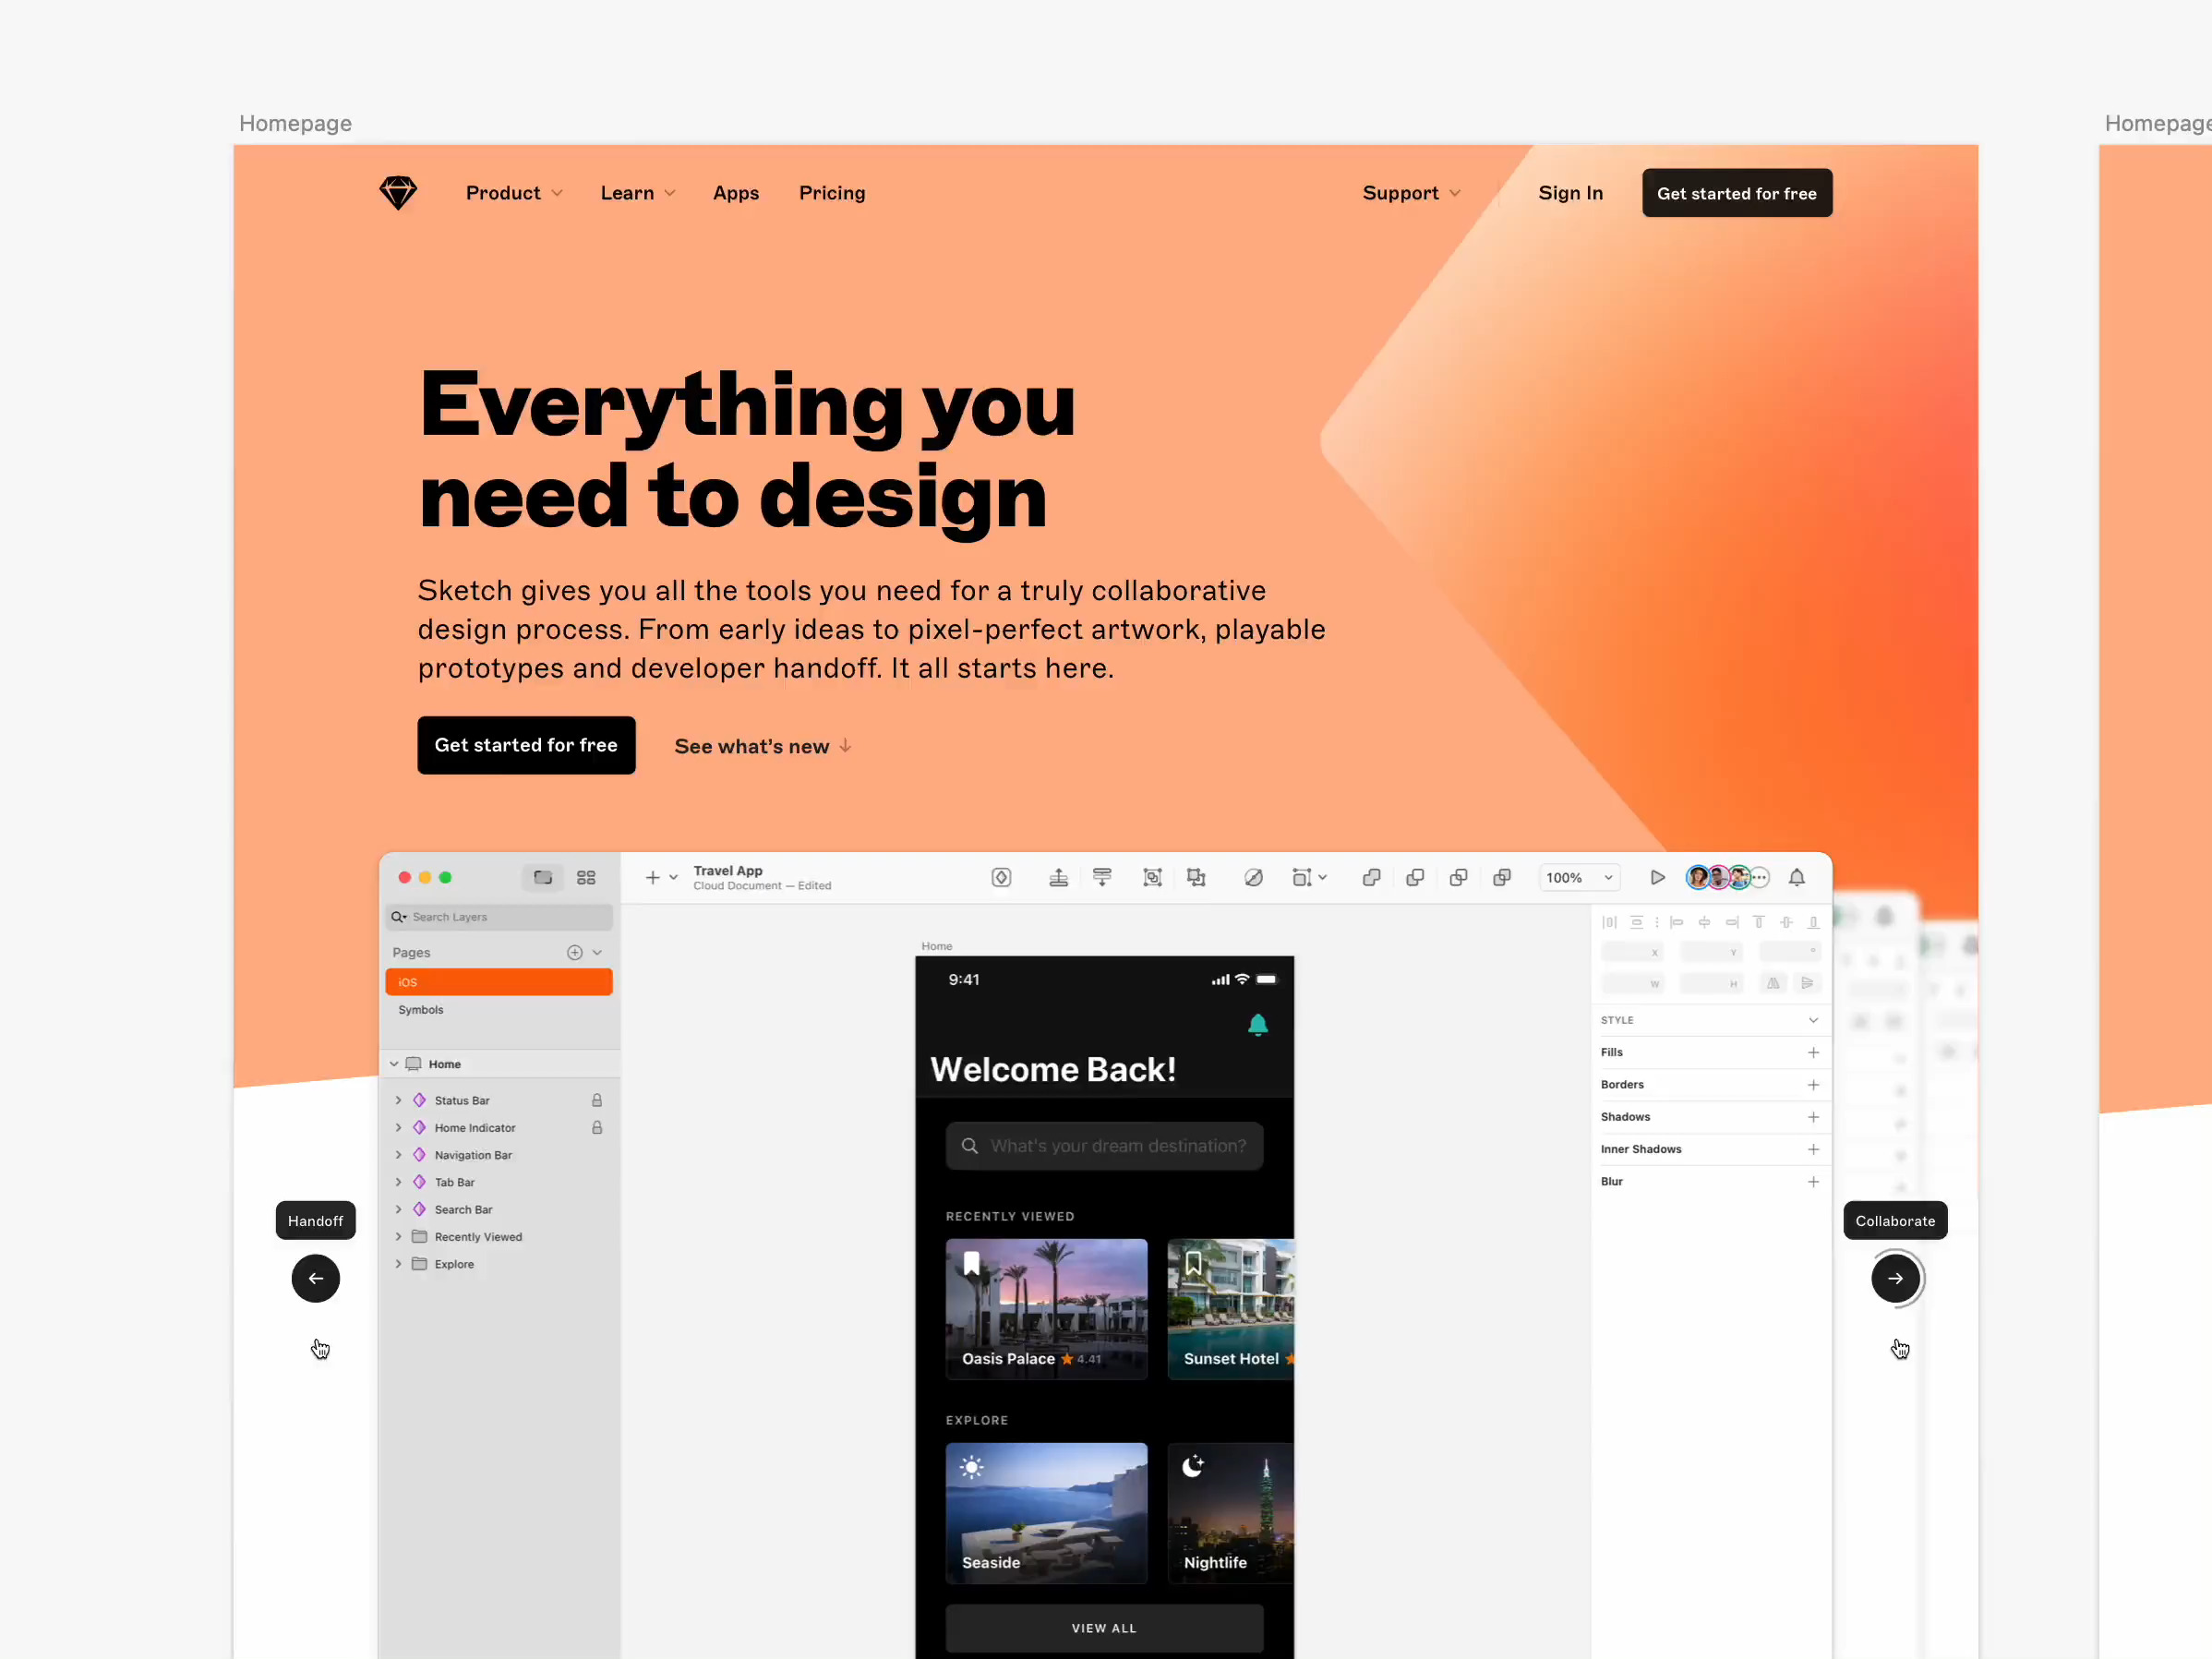 Homepage
Homepage
Product
Learn
Apps
Pricing
Support
Sign In
Get started for free
Everything you
need to design
Sketch gives you all the tools you need for a truly collaborative
design process. From early ideas to pixel-perfect artwork, playable
prototypes and developer handoff. It all starts here.
Get started for free
See what's new
Travel App
Cloud Document — Edited
100%
Search Layers
Pages
iOS
Symbols
Home
Status Bar
Home Indicator
Navigation Bar
Tab Bar
Search Bar
Recently Viewed
Explore
Handoff
Home
9:41
Welcome Back!
What's your dream destination?
RECENTLY VIEWED
Oasis Palace ★ 4.41
Sunset Hotel ★
EXPLORE
Seaside
Nightlife
VIEW ALL
X
Y
°
W
H
STYLE
Fills
Borders
Shadows
Inner Shadows
Blur
Collaborate